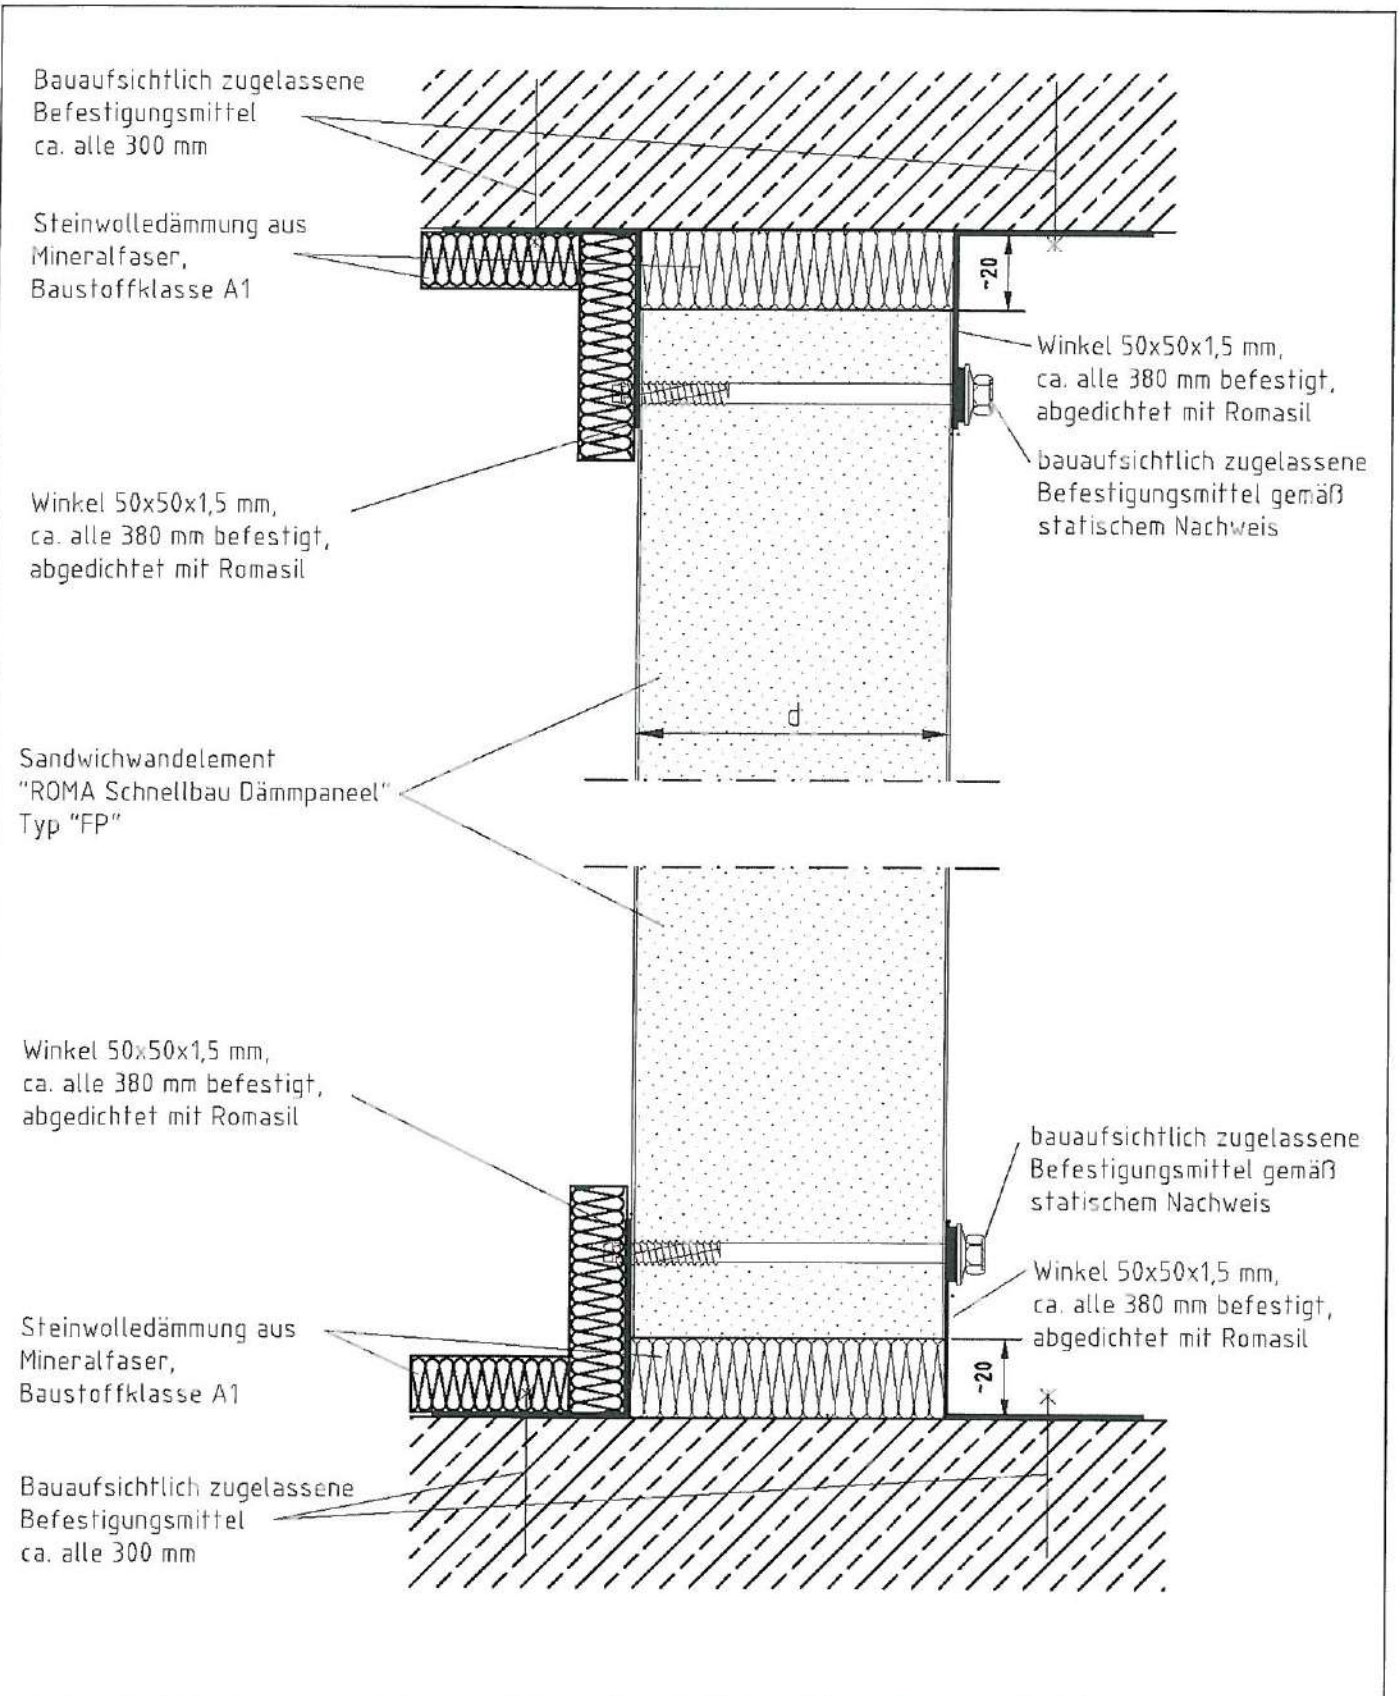 Bauaufsichtlich zugelassene
Befestigungsmittel
ca. alle 300 mm
Steinwolledämmung aus
Mineralfaser,
Baustoffklasse A1
~20
Winkel 50x50x1,5 mm,
ca. alle 380 mm befestigt,
abgedichtet mit Romasil
bauaufsichtlich zugelassene
Befestigungsmittel gemäß
statischem Nachweis
Winkel 50x50x1,5 mm,
ca. alle 380 mm befestigt,
abgedichtet mit Romasil
d
Sandwichwandelement
"ROMA Schnellbau Dämmpaneel"
Typ "FP"
Winkel 50x50x1,5 mm,
ca. alle 380 mm befestigt,
abgedichtet mit Romasil
bauaufsichtlich zugelassene
Befestigungsmittel gemäß
statischem Nachweis
Winkel 50x50x1,5 mm,
ca. alle 380 mm befestigt,
abgedichtet mit Romasil
Steinwolledämmung aus
Mineralfaser,
Baustoffklasse A1
~20
Bauaufsichtlich zugelassene
Befestigungsmittel
ca. alle 300 mm